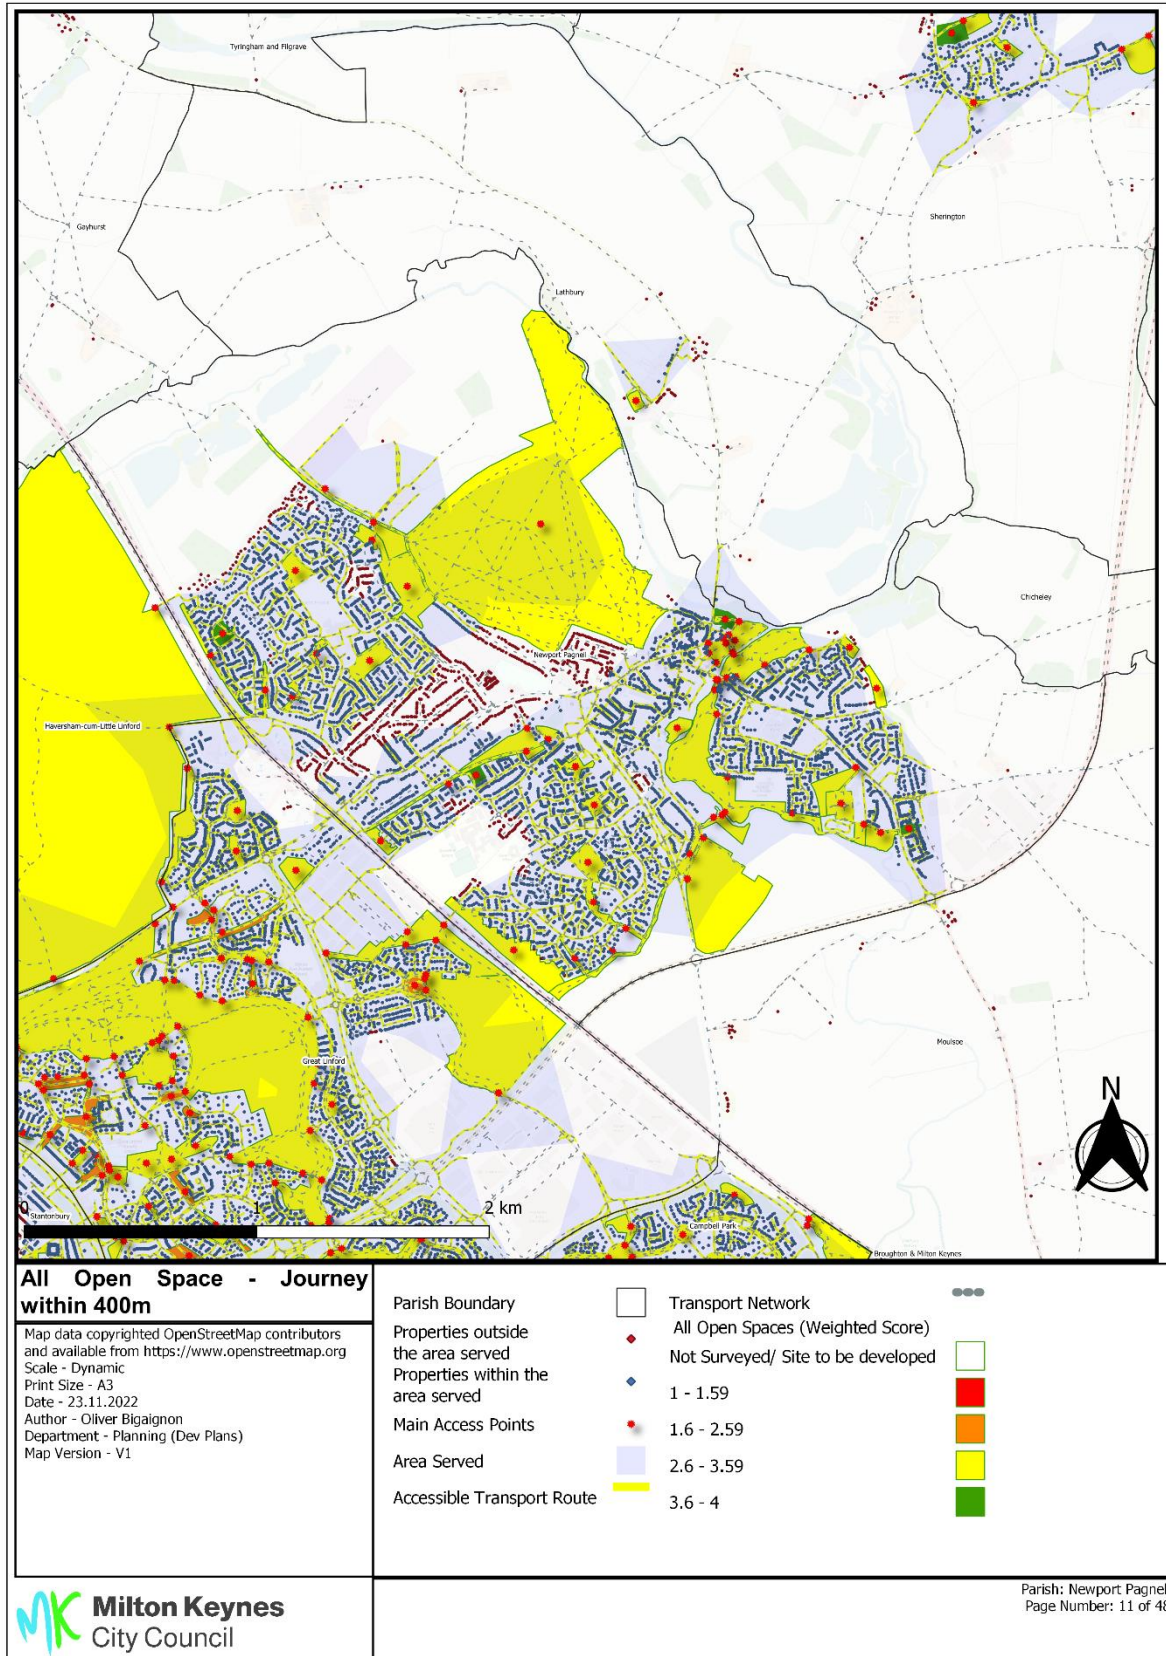 Tyringham and Filgrave
Gayhurst
Sherington
Lathbury
Chicheley
Newport Pagnell
Haversham-cum-Little Linford
Moulsoe
Great Linford
N
0 1 2 km
Stantonbury
Campbell Park
Broughton & Milton Keynes
All Open Space - Journey
within 400m
Map data copyrighted OpenStreetMap contributors
and available from https://www.openstreetmap.org
Scale - Dynamic
Print Size - A3
Date - 23.11.2022
Author - Oliver Bigaignon
Department - Planning (Dev Plans)
Map Version - V1
Parish Boundary
Properties outside
the area served
Properties within the
area served
Main Access Points
Area Served
Accessible Transport Route
Transport Network
All Open Spaces (Weighted Score)
Not Surveyed/ Site to be developed
1 - 1.59
1.6 - 2.59
2.6 - 3.59
3.6 - 4
MK Milton Keynes
City Council
Parish: Newport Pagnel
Page Number: 11 of 48